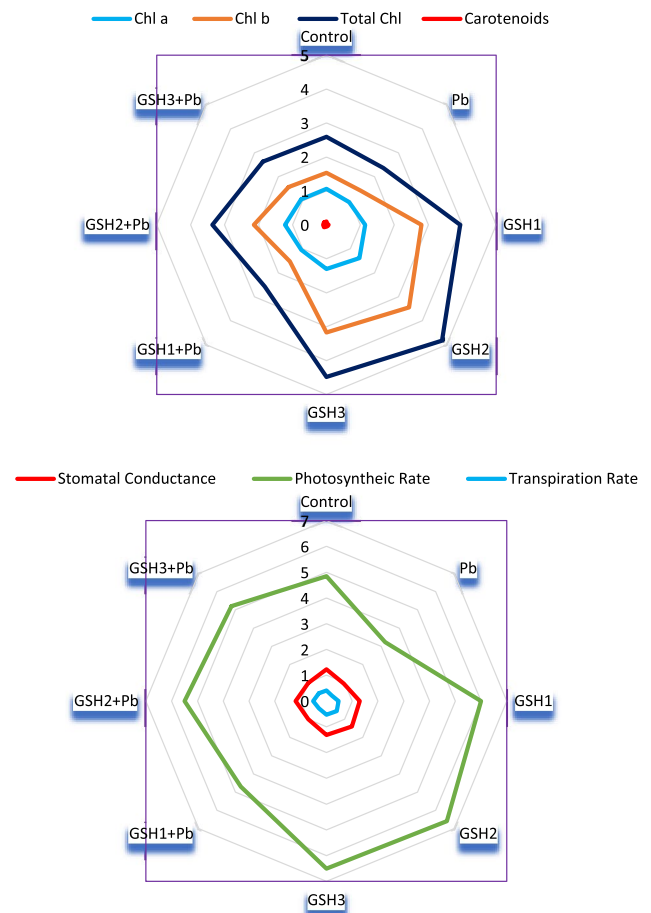 Chl a Chl b Total Chl Carotenoids
Control
5
GSH3+Pb Pb
4
3
2
1
GSH2+Pb 0 GSH1
GSH1+Pb GSH2
GSH3
Stomatal Conductance Photosyntheic Rate Transpiration Rate
Control
7
6
GSH3+Pb Pb
5
4
3
2
1
GSH2+Pb 0 GSH1
GSH1+Pb GSH2
GSH3